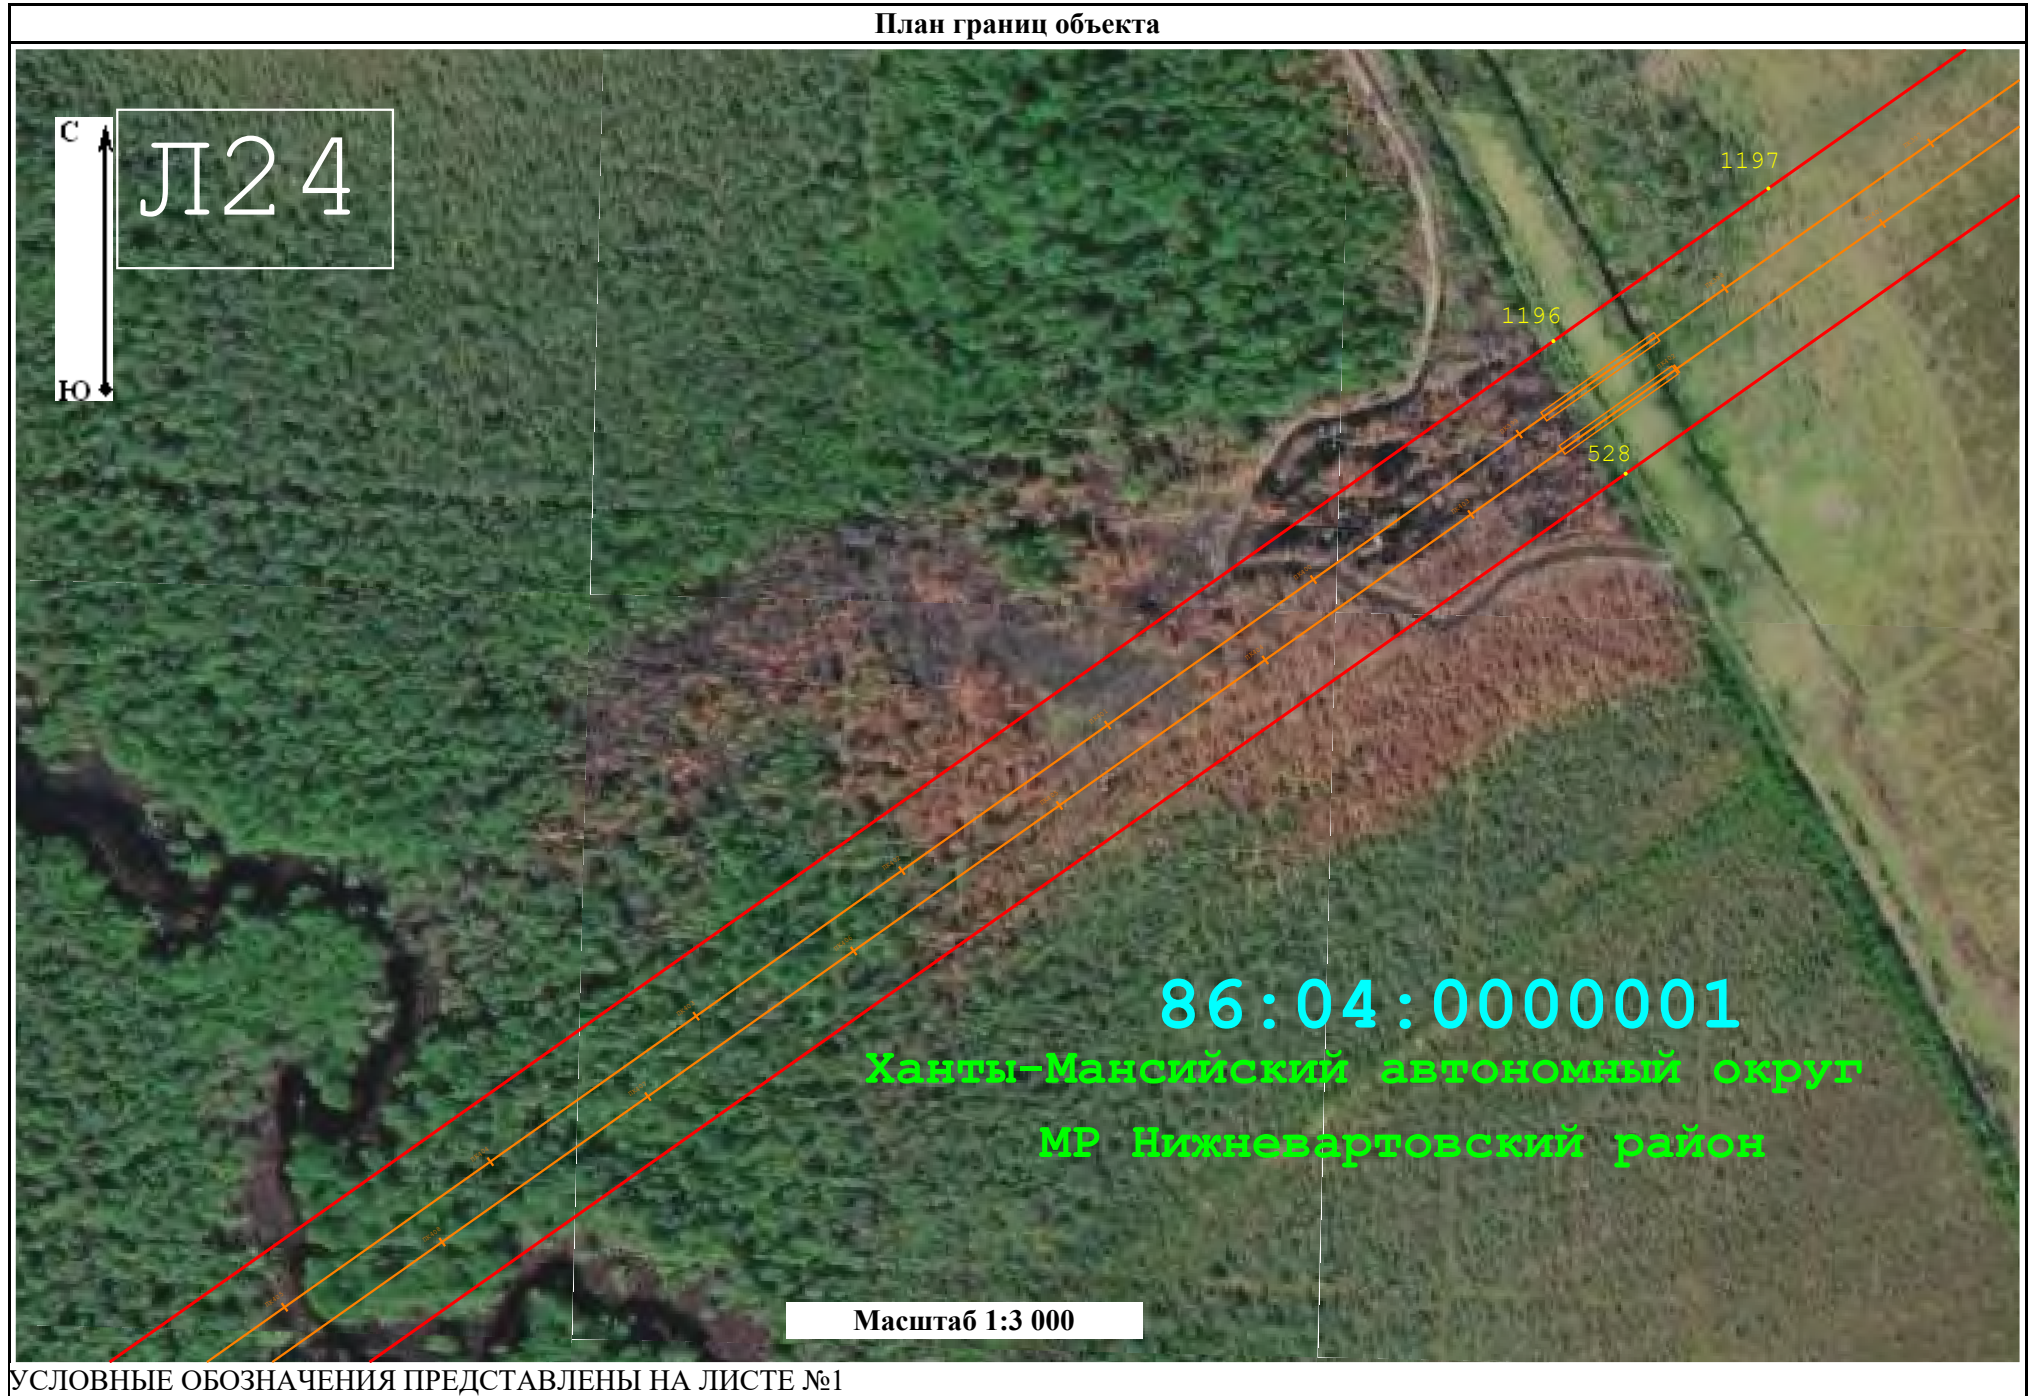 План границ объекта
С
Л24
Ю
1197
1196
528
86:04:0000001
Ханты-Мансийский автономный округ
МР Нижневартовский район
Масштаб 1:3 000
УСЛОВНЫЕ ОБОЗНАЧЕНИЯ ПРЕДСТАВЛЕНЫ НА ЛИСТЕ №1